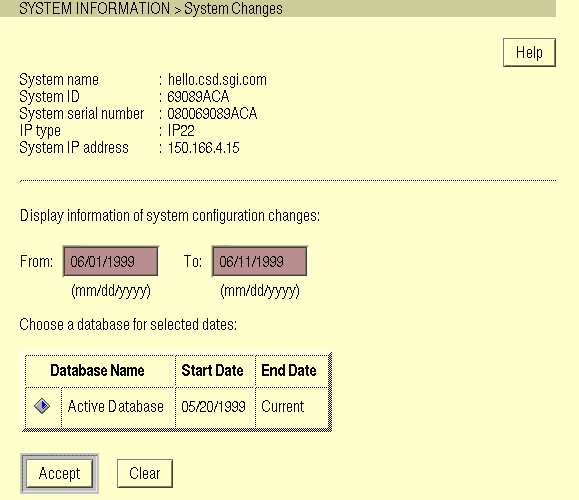 SYSTEM INFORMATION > System Changes
Help
System name : hello.csd.sgi.com
System ID : 69089ACA
System serial number : 080069089ACA
IP type : IP22
System IP address : 150.166.4.15
Display information of system configuration changes:
From: 06/01/1999 To: 06/11/1999
(mm/dd/yyyy) (mm/dd/yyyy)
Choose a database for selected dates:
Database Name Start Date End Date
Active Database 05/20/1999 Current
Accept Clear